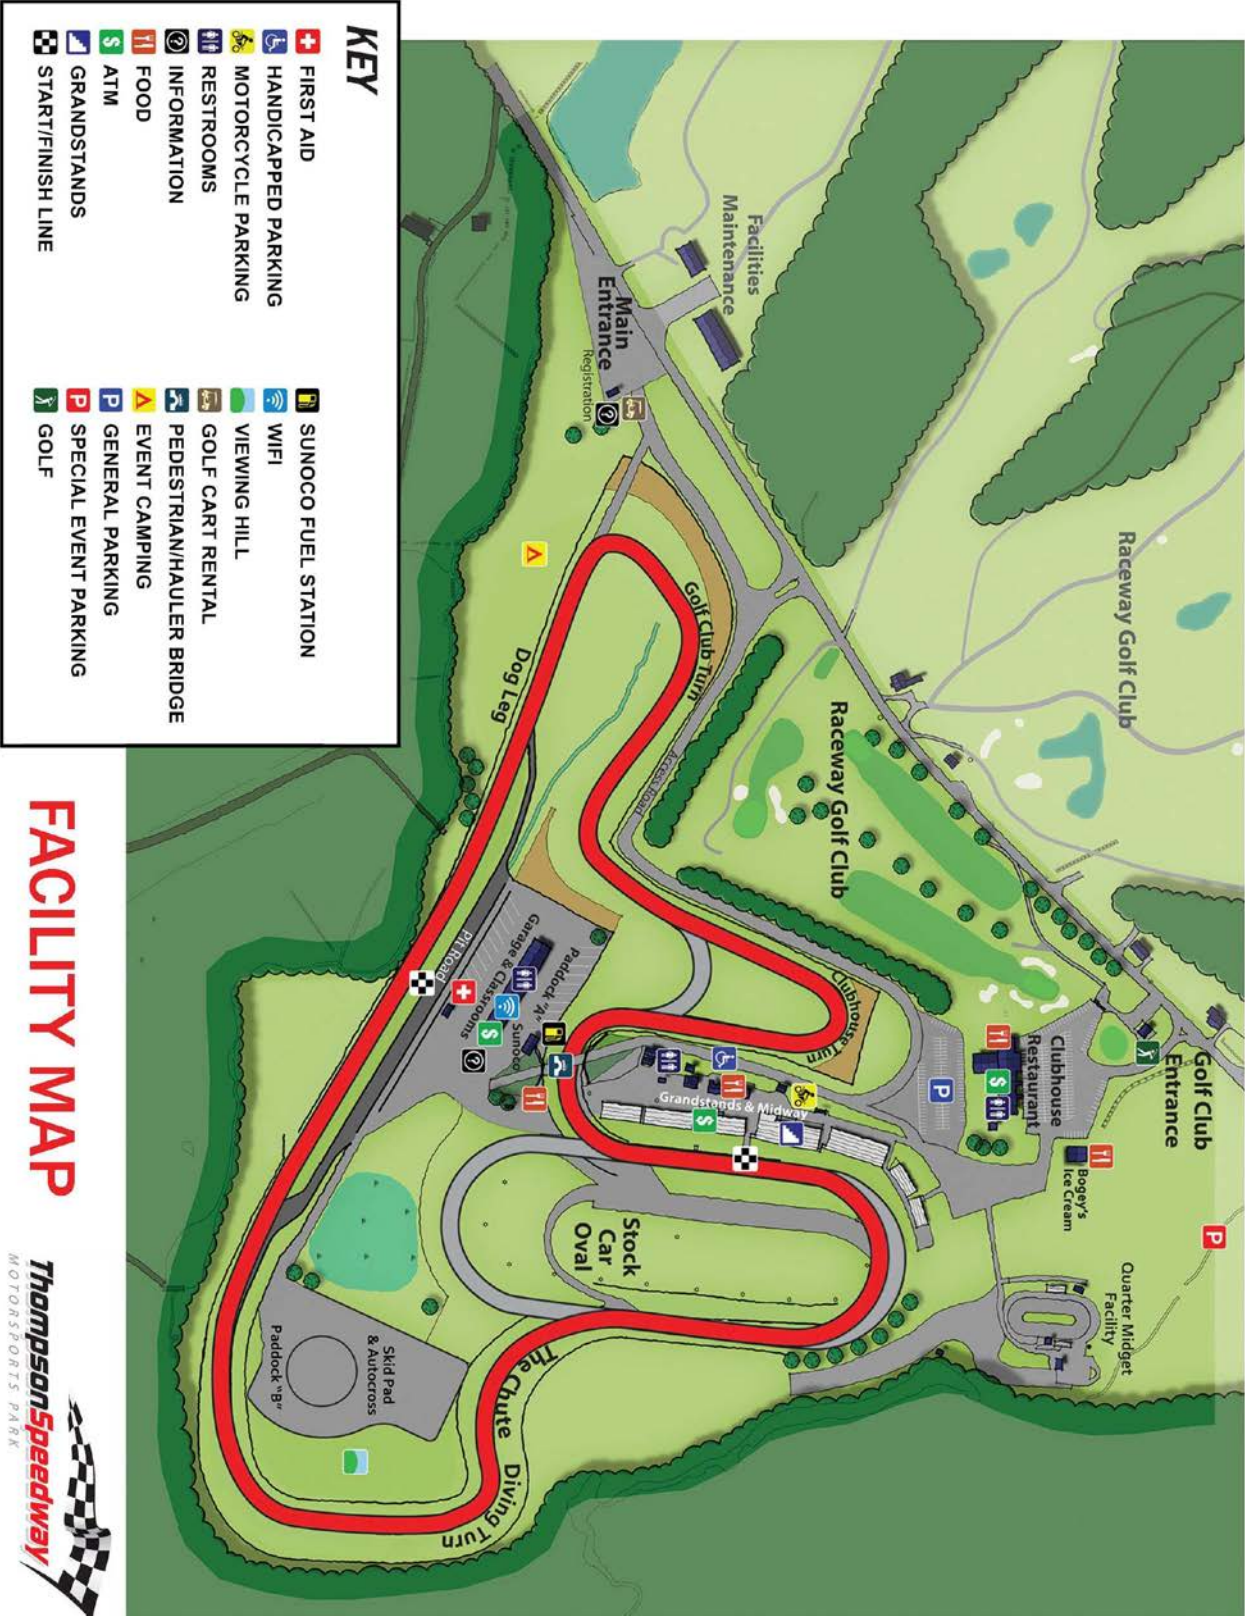 KEY
FIRST AID
HANDICAPPED PARKING
MOTORCYCLE PARKING
RESTROOMS
INFORMATION
FOOD
ATM
GRANDSTANDS
START/FINISH LINE
SUNOCO FUEL STATION
WIFI
VIEWING HILL
GOLF CART RENTAL
PEDESTRIAN/HAULER BRIDGE
EVENT CAMPING
GENERAL PARKING
SPECIAL EVENT PARKING
GOLF
Facilities
Maintenance
Main
Entrance
Registration
Raceway Golf Club
Raceway Golf Club
Golf Club Turn
Dog Leg
Access Road
Pit Road
Garage & Classrooms
Paddock "A"
Sunoco
Clubhouse Turn
Grandstands & Midway
Clubhouse
Restaurant
Golf Club
Entrance
Bogey's
Ice Cream
P
P
Stock
Car
Oval
Quarter Midget
Facility
The Chute
Diving Turn
Skid Pad
& Autocross
Paddock "B"
FACILITY MAP
ThompsonSpeedway
MOTORSPORTS PARK